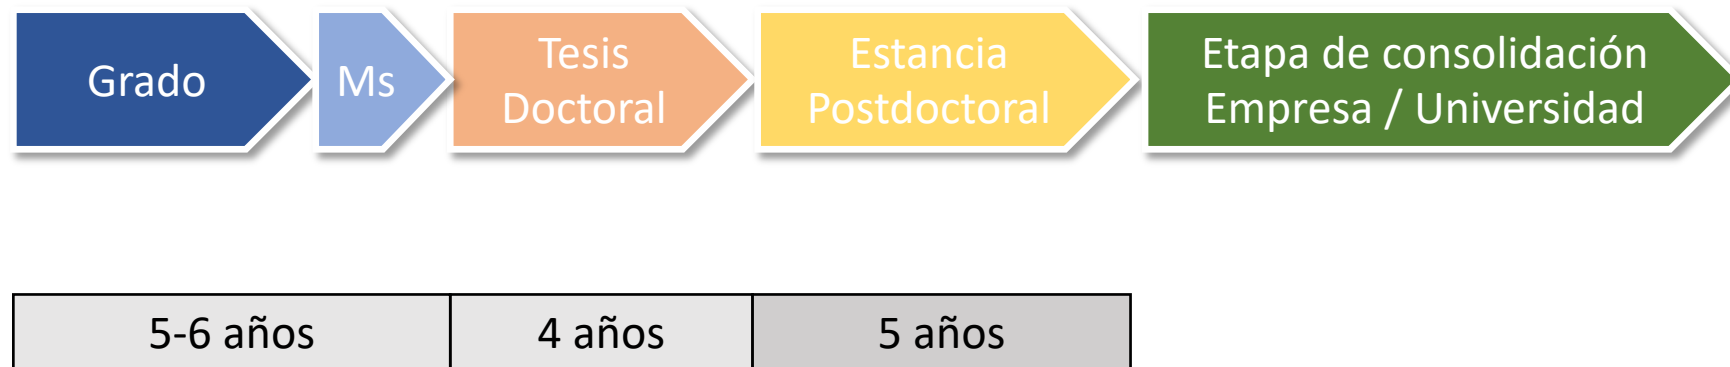 Grado
Ms
Tesis
Doctoral
Estancia
Postdoctoral
Etapa de consolidación
Empresa / Universidad
5-6 años
4 años
5 años